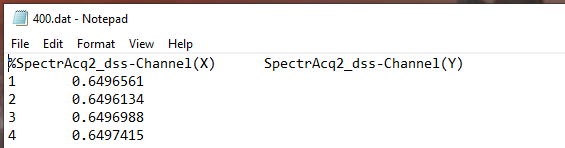 400.dat - Notepad
File Edit Format View Help
%SpectrAcq2_dss-Channel(X) SpectrAcq2_dss-Channel(Y)
1 0.6496561
2 0.6496134
3 0.6496988
4 0.6497415